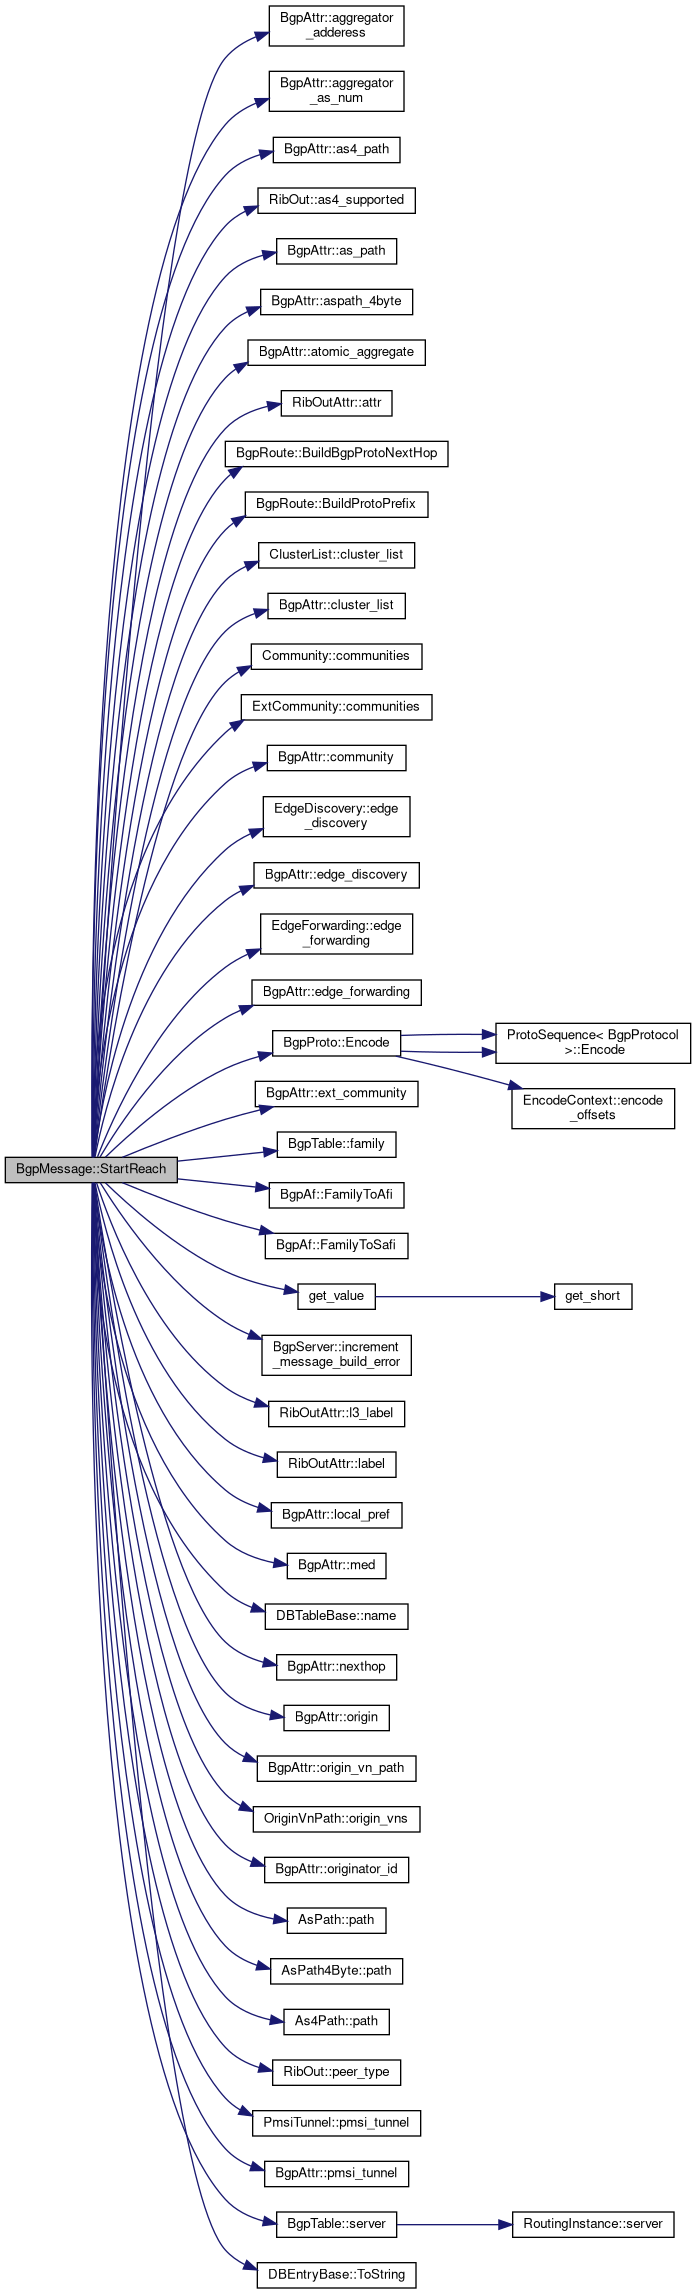 BgpAttr::aggregator
_adderess
BgpAttr::aggregator
_as_num
BgpAttr::as4_path
RibOut::as4_supported
BgpAttr::as_path
BgpAttr::aspath_4byte
BgpAttr::atomic_aggregate
RibOutAttr::attr
BgpRoute::BuildBgpProtoNextHop
BgpRoute::BuildProtoPrefix
ClusterList::cluster_list
BgpAttr::cluster_list
Community::communities
ExtCommunity::communities
BgpAttr::community
EdgeDiscovery::edge
_discovery
BgpAttr::edge_discovery
EdgeForwarding::edge
_forwarding
BgpAttr::edge_forwarding
BgpProto::Encode
ProtoSequence< BgpProtocol
>::Encode
EncodeContext::encode
_offsets
BgpAttr::ext_community
BgpTable::family
BgpMessage::StartReach
BgpAf::FamilyToAfi
BgpAf::FamilyToSafi
get_value
get_short
BgpServer::increment
_message_build_error
RibOutAttr::l3_label
RibOutAttr::label
BgpAttr::local_pref
BgpAttr::med
DBTableBase::name
BgpAttr::nexthop
BgpAttr::origin
BgpAttr::origin_vn_path
OriginVnPath::origin_vns
BgpAttr::originator_id
AsPath::path
AsPath4Byte::path
As4Path::path
RibOut::peer_type
PmsiTunnel::pmsi_tunnel
BgpAttr::pmsi_tunnel
BgpTable::server
RoutingInstance::server
DBEntryBase::ToString